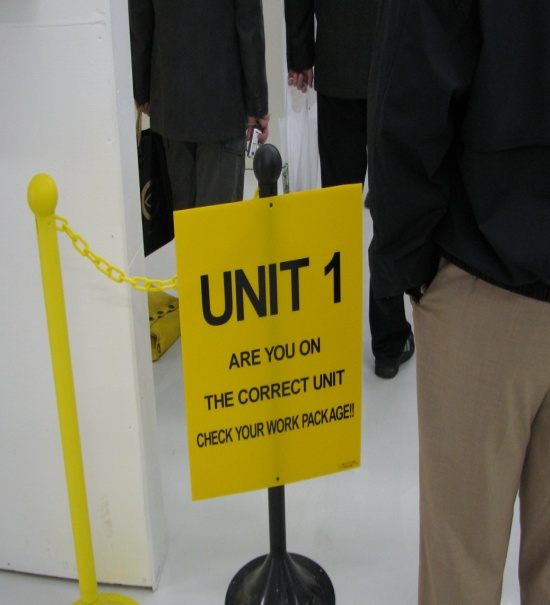 UNIT 1
ARE YOU ON
THE CORRECT UNIT
CHECK YOUR WORK PACKAGE!!